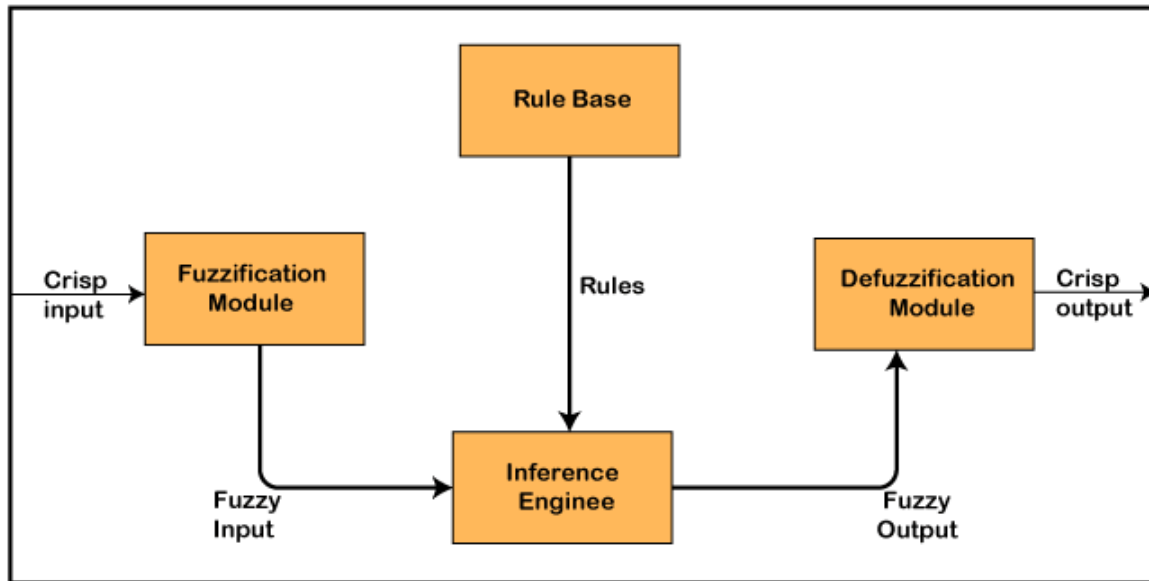 Rule Base
Crisp
input
Fuzzification
Module
Rules
Defuzzification
Module
Crisp
output
Fuzzy
Input
Inference
Enginee
Fuzzy
Output